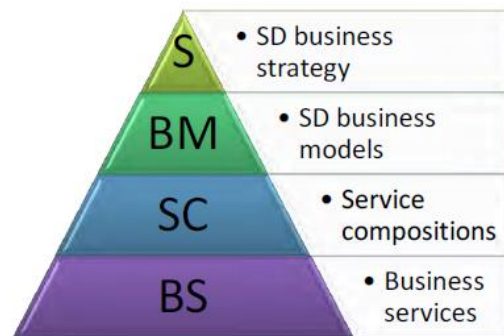 S
• SD business
strategy
BM
• SD business
models
SC
• Service
compositions
BS
• Business
services